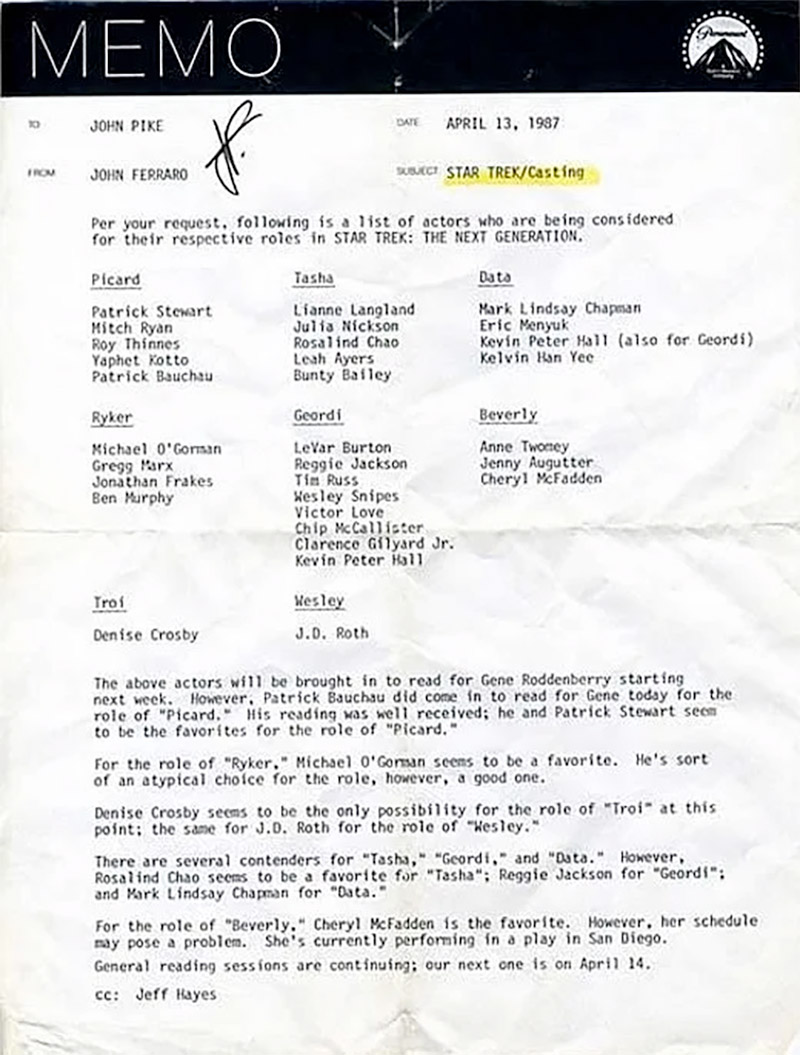 MEMO
Paramount
TO JOHN PIKE
DATE APRIL 13, 1987
FROM JOHN FERRARO
SUBJECT STAR TREK/Casting
Per your request, following is a list of actors who are being considered
for their respective roles in STAR TREK: THE NEXT GENERATION.
Picard
Patrick Stewart
Mitch Ryan
Roy Thinnes
Yaphet Kotto
Patrick Bauchau
Tasha
Lianne Langland
Julia Nickson
Rosalind Chao
Leah Ayers
Bunty Bailey
Data
Mark Lindsay Chapman
Eric Menyuk
Kevin Peter Hall (also for Geordi)
Kelvin Han Yee
Ryker
Michael O'Gorman
Gregg Marx
Jonathan Frakes
Ben Murphy
Geordi
LeVar Burton
Reggie Jackson
Tim Russ
Wesley Snipes
Victor Love
Chip McCallister
Clarence Gilyard Jr.
Kevin Peter Hall
Beverly
Anne Twomey
Jenny Augutter
Cheryl McFadden
Troi
Denise Crosby
Wesley
J.D. Roth
The above actors will be brought in to read for Gene Roddenberry starting
next week. However, Patrick Bauchau did come in to read for Gene today for the
role of "Picard." His reading was well received; he and Patrick Stewart seem
to be the favorites for the role of "Picard."
For the role of "Ryker," Michael O'Gorman seems to be a favorite. He's sort
of an atypical choice for the role, however, a good one.
Denise Crosby seems to be the only possibility for the role of "Troi" at this
point; the same for J.D. Roth for the role of "Wesley."
There are several contenders for "Tasha," "Geordi," and "Data." However,
Rosalind Chao seems to be a favorite for "Tasha"; Reggie Jackson for "Geordi";
and Mark Lindsay Chapman for "Data."
For the role of "Beverly," Cheryl McFadden is the favorite. However, her schedule
may pose a problem. She's currently performing in a play in San Diego.
General reading sessions are continuing; our next one is on April 14.
cc: Jeff Hayes